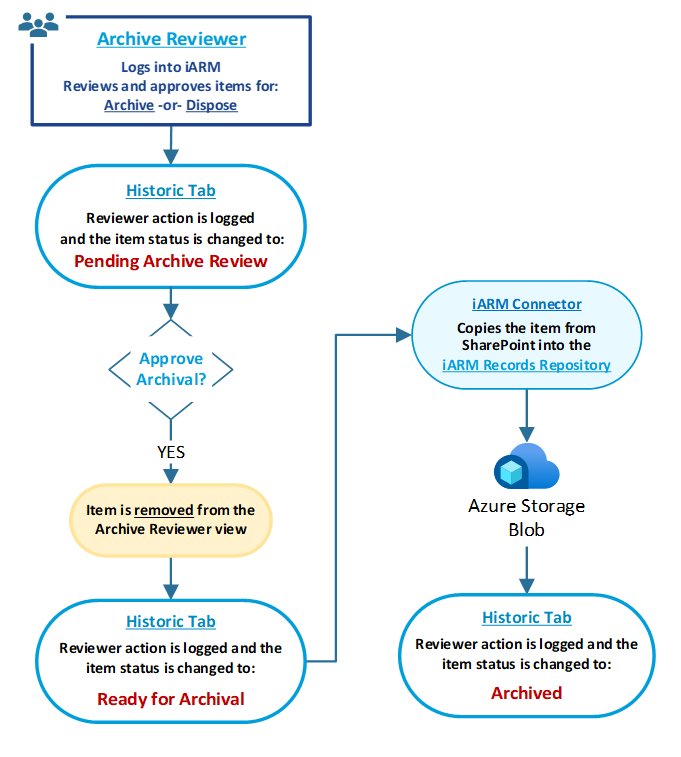 Archive Reviewer
Logs into iARM
Reviews and approves items for:
Archive -or- Dispose
Historic Tab
Reviewer action is logged
and the item status is changed to:
Pending Archive Review
Approve
Archival?
YES
Item is removed from the
Archive Reviewer view
Historic Tab
Reviewer action is logged and the
item status is changed to:
Ready for Archival
iARM Connector
Copies the item from
SharePoint into the
iARM Records Repository
Azure Storage
Blob
Historic Tab
Reviewer action is logged and the
item status is changed to:
Archived